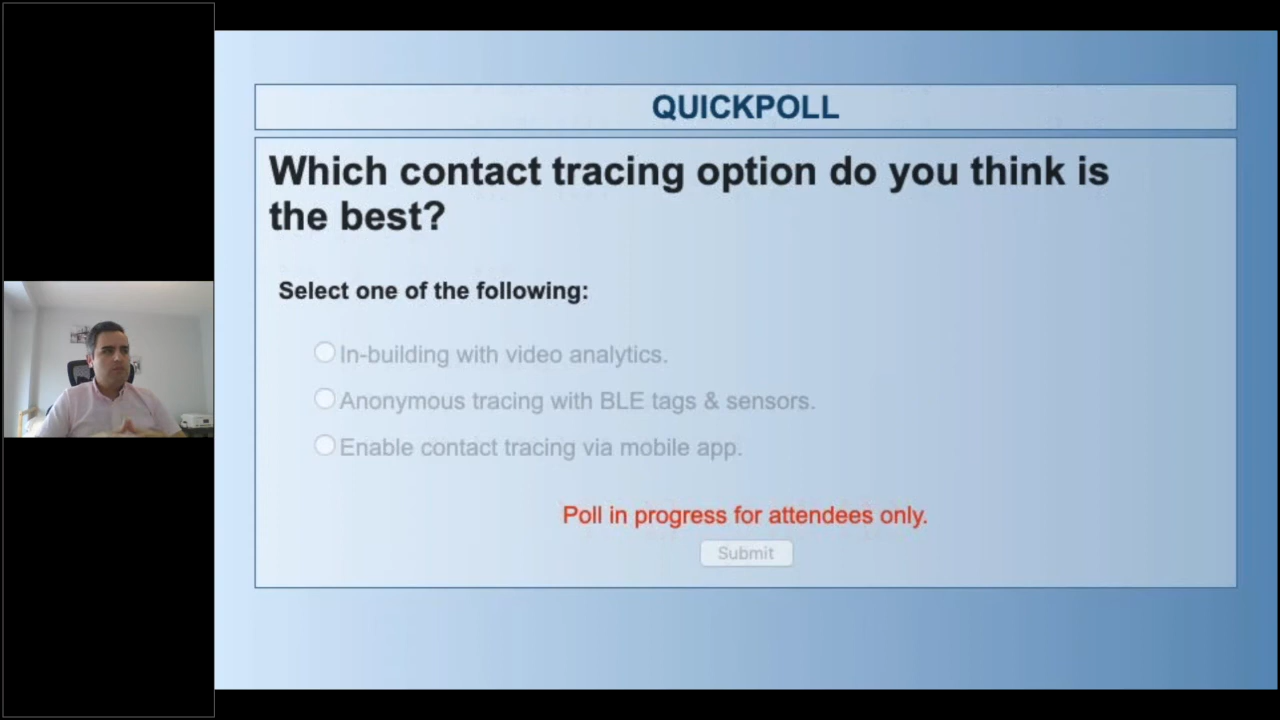 QUICKPOLL
Which contact tracing option do you think is
the best?
Select one of the following:
In-building with video analytics.
Anonymous tracing with BLE tags & sensors.
Enable contact tracing via mobile app.
Poll in progress for attendees only.
Submit